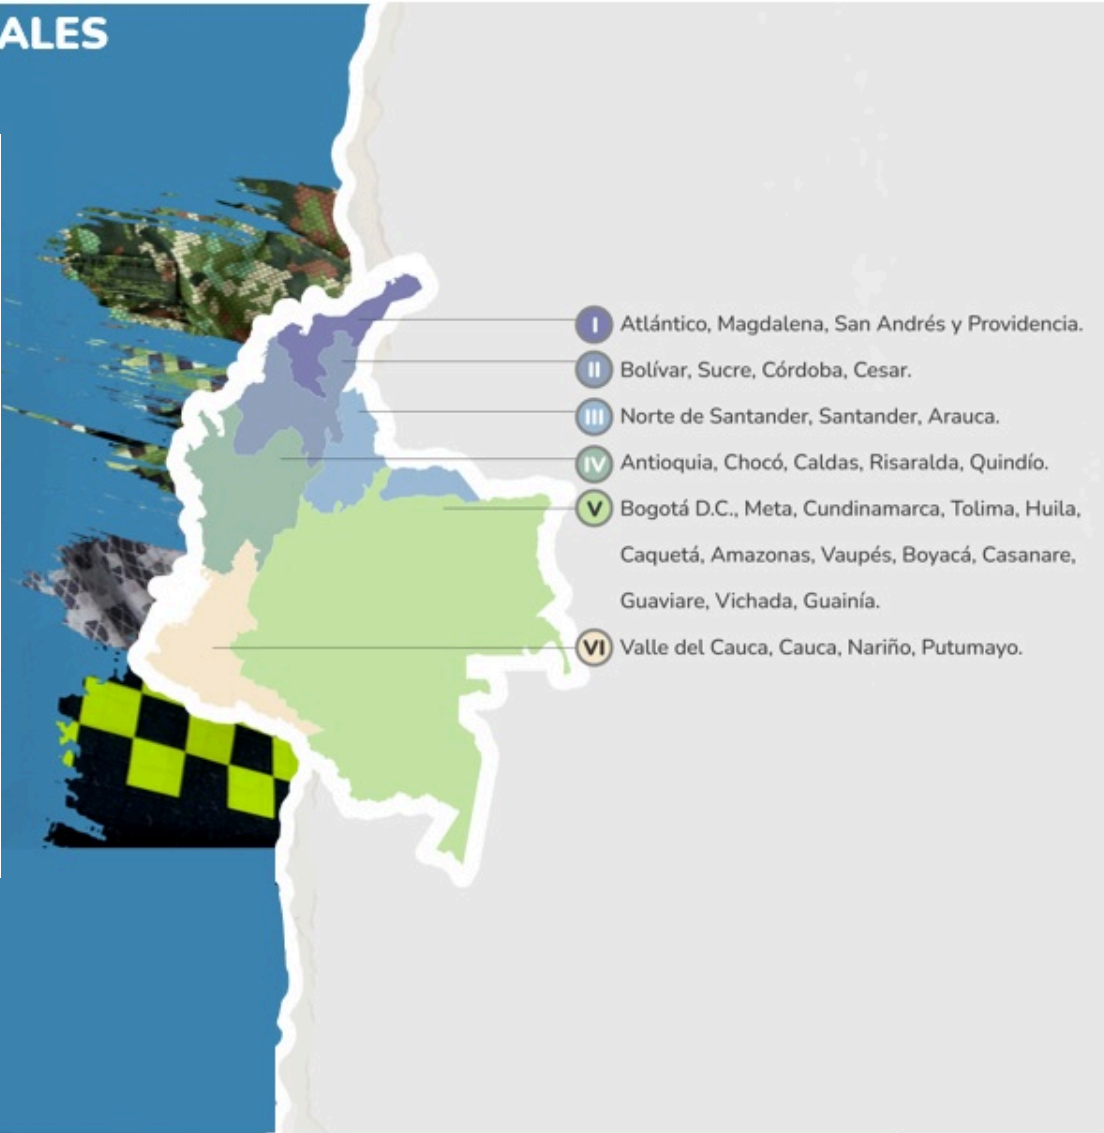 ALES
I Atlántico, Magdalena, San Andrés y Providencia.
II Bolívar, Sucre, Córdoba, Cesar.
III Norte de Santander, Santander, Arauca.
IV Antioquia, Chocó, Caldas, Risaralda, Quindío.
V Bogotá D.C., Meta, Cundinamarca, Tolima, Huila,
Caquetá, Amazonas, Vaupés, Boyacá, Casanare,
Guaviare, Vichada, Guainía.
VI Valle del Cauca, Cauca, Nariño, Putumayo.